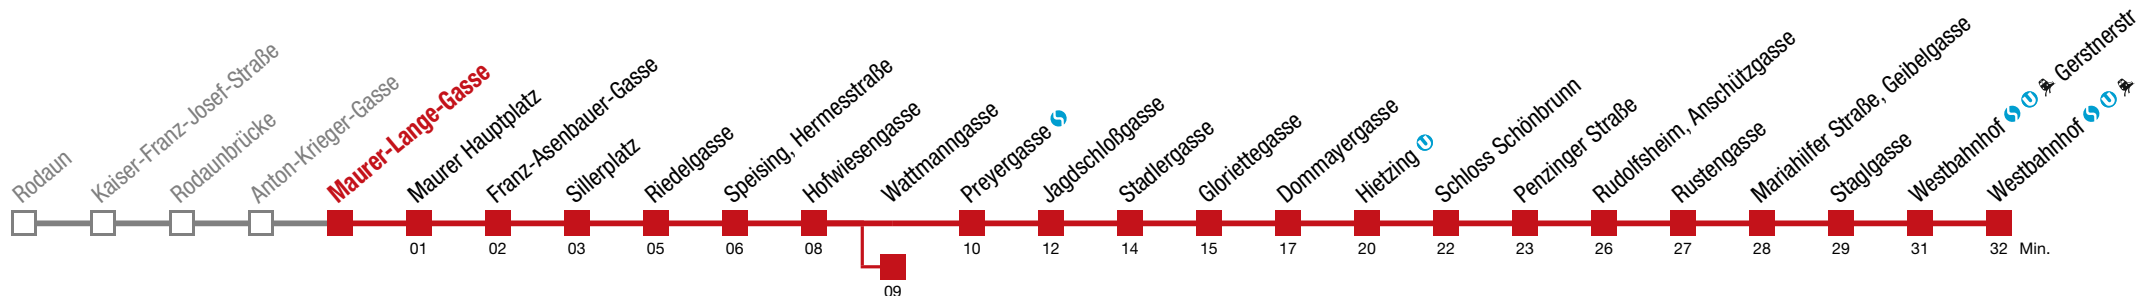 Rodaun
Kaiser-Franz-Josef-Straße
Rodaunbrücke
Anton-Krieger-Gasse
Maurer-Lange-Gasse
Maurer Hauptplatz
Franz-Asenbauer-Gasse
Sillerplatz
Riedelgasse
Speising, Hermesstraße
Hofwiesengasse
Wattmanngasse
Preyergasse S
Jagdschloßgasse
Stadlergasse
Gloriettegasse
Dommayergasse
Hietzing U
Schloss Schönbrunn
Penzinger Straße
Rudolfsheim, Anschützgasse
Rustengasse
Mariahilfer Straße, Geibelgasse
Staglgasse
Westbahnhof S U Gerstnerstr
Westbahnhof S U
01 02 03 05 06 08 10 12 14 15 17 20 22 23 26 27 28 29 31 32 Min.
09